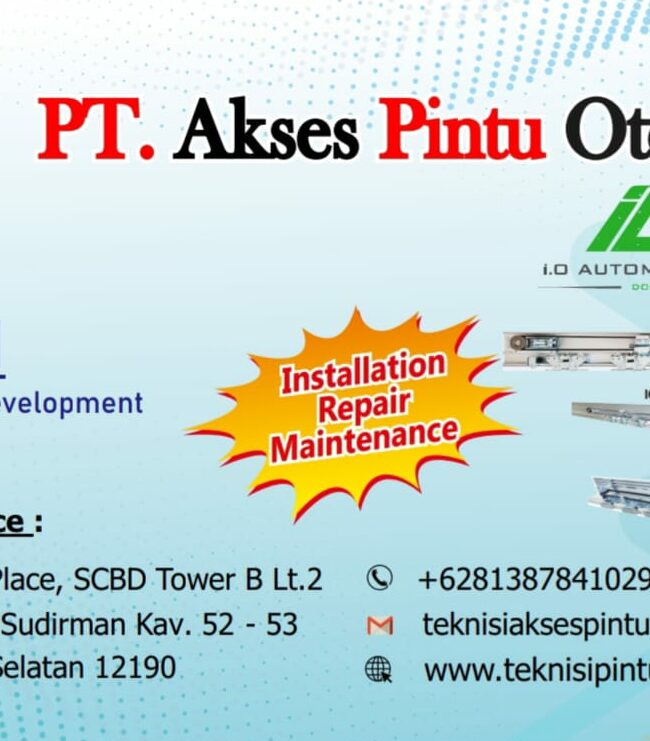 PT. Akses Pintu Ot
i.O AUTOM
DO
evelopment
Installation
Repair
Maintenance
ce :
Place, SCBD Tower B Lt.2
Sudirman Kav. 52 - 53
Selatan 12190
+6281387841029
teknisiaksespintu
www.teknisipintu